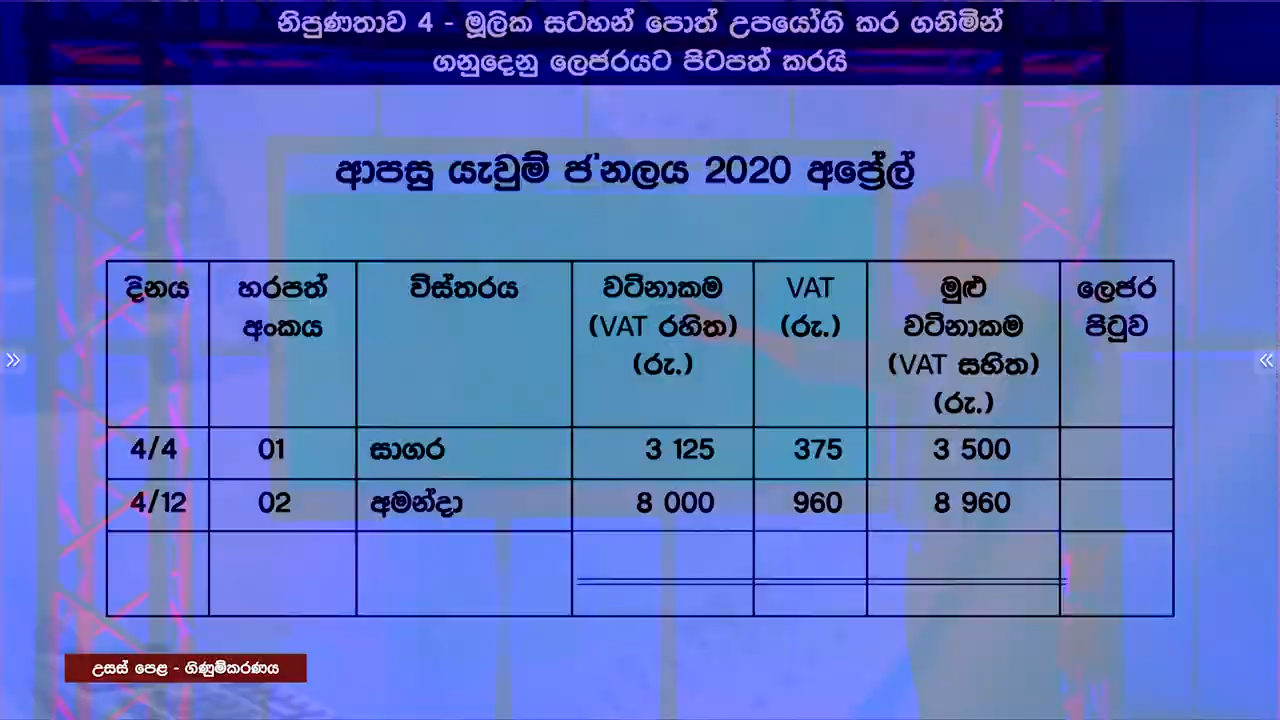 නිපුණතාව 4 - මූලික සටහන් පොත් උපයෝගි කර ගනිමින්
ගනුදෙනු ලෙජරයට පිටපත් කරයි
ආපසු යැවුම් ජ'නලය 2020 අප්‍රේල්
දිනය හරපත් අංකය විස්තරය වටිනාකම (VAT රහිත) (රු.) VAT (රු.) මුළු වටිනාකම (VAT සහිත) (රු.) ලෙජර පිටුව
4/4 01 සාගර 3 125 375 3 500
4/12 02 අමන්දා 8 000 960 8 960
උසස් පෙළ - ගිණුම්කරණය